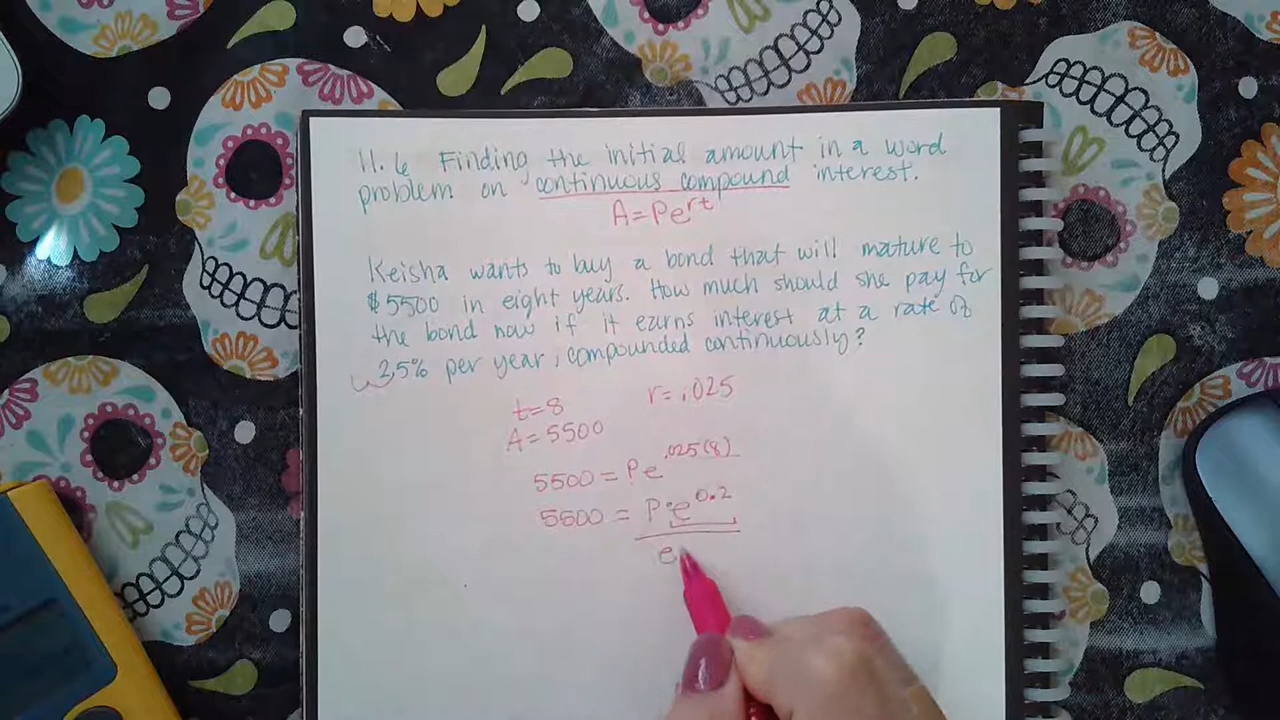 11.6 Finding the initial amount in a word
problem on continuous compound interest.
A=Pe^rt
Keisha wants to buy a bond that will mature to
$5500 in eight years. How much should she pay for
the bond now if it earns interest at a rate of
2.5% per year, compounded continuously?
t=8 r=.025
A=5500
5500 = Pe^.025(8)
5500 = P·e^0.2
e